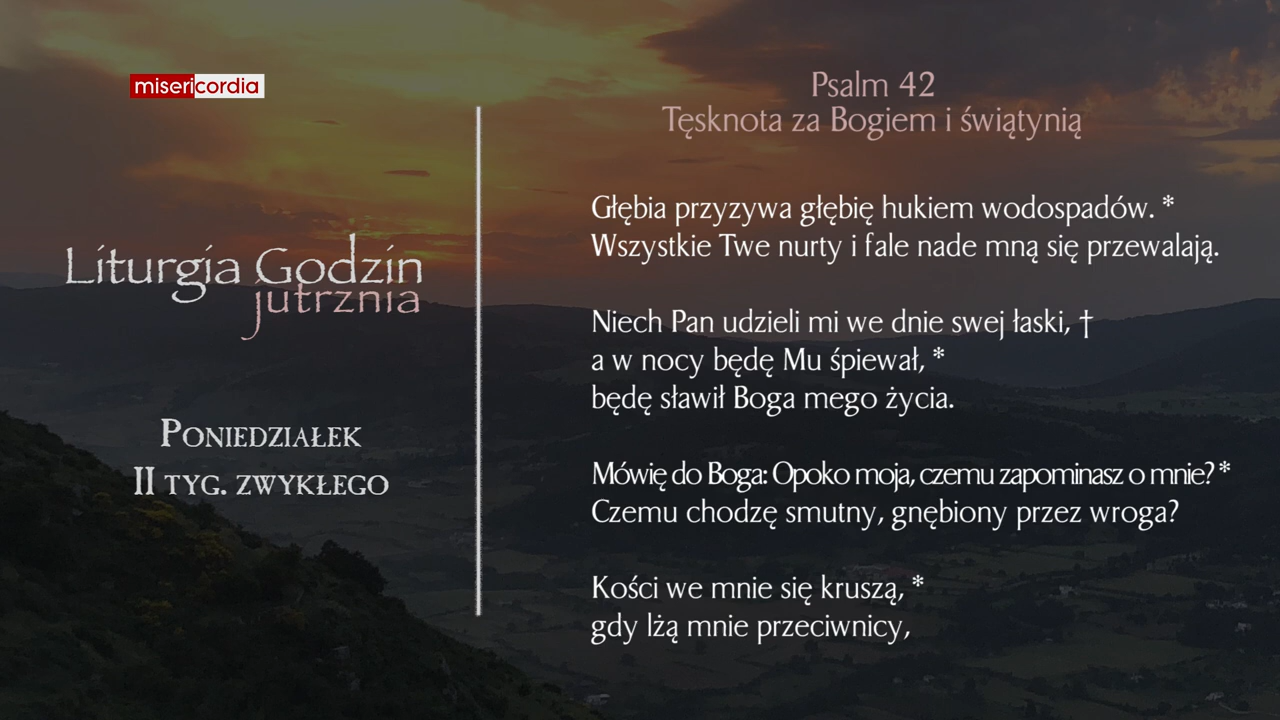 misericordia
Liturgia Godzin
jutrznia
Poniedziałek
II tyg. zwykłego
Psalm 42
Tęsknota za Bogiem i świątynią
Głębia przyzywa głębię hukiem wodospadów. *
Wszystkie Twe nurty i fale nade mną się przewalają.
Niech Pan udzieli mi we dnie swej łaski, †
a w nocy będę Mu śpiewał, *
będę sławił Boga mego życia.
Mówię do Boga: Opoko moja, czemu zapominasz o mnie? *
Czemu chodzę smutny, gnębiony przez wroga?
Kości we mnie się kruszą, *
gdy lżą mnie przeciwnicy,